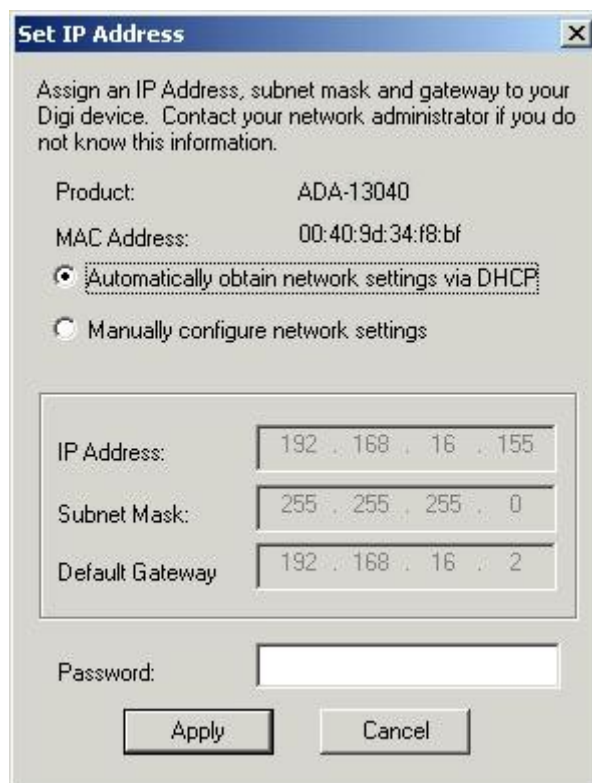 Set IP Address
Assign an IP Address, subnet mask and gateway to your
Digi device. Contact your network administrator if you do
not know this information.
Product: ADA-13040
MAC Address: 00:40:9d:34:f8:bf
Automatically obtain network settings via DHCP
Manually configure network settings
IP Address: 192 . 168 . 16 . 155
Subnet Mask: 255 . 255 . 255 . 0
Default Gateway 192 . 168 . 16 . 2
Password:
Apply Cancel